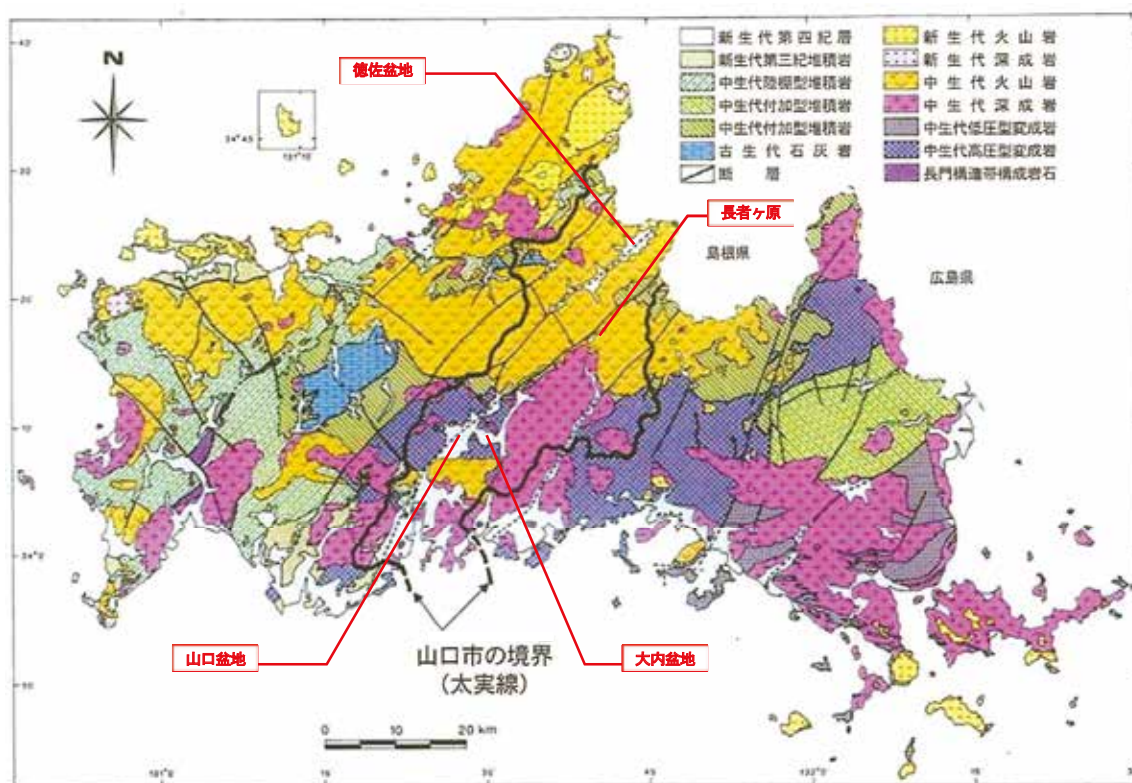 N
徳佐盆地
34°45
131°10
新生代第四紀層
新生代第三紀堆積岩
中生代陸棚型堆積岩
中生代付加型堆積岩
中生代付加型堆積岩
古生代石灰岩
断層
新生代火山岩
新生代深成岩
中生代火山岩
中生代深成岩
中生代低圧型変成岩
中生代高圧型変成岩
長門構造帯構成岩石
長者ヶ原
島根県
広島県
山口盆地
大内盆地
山口市の境界
(太実線)
0 10 20 km